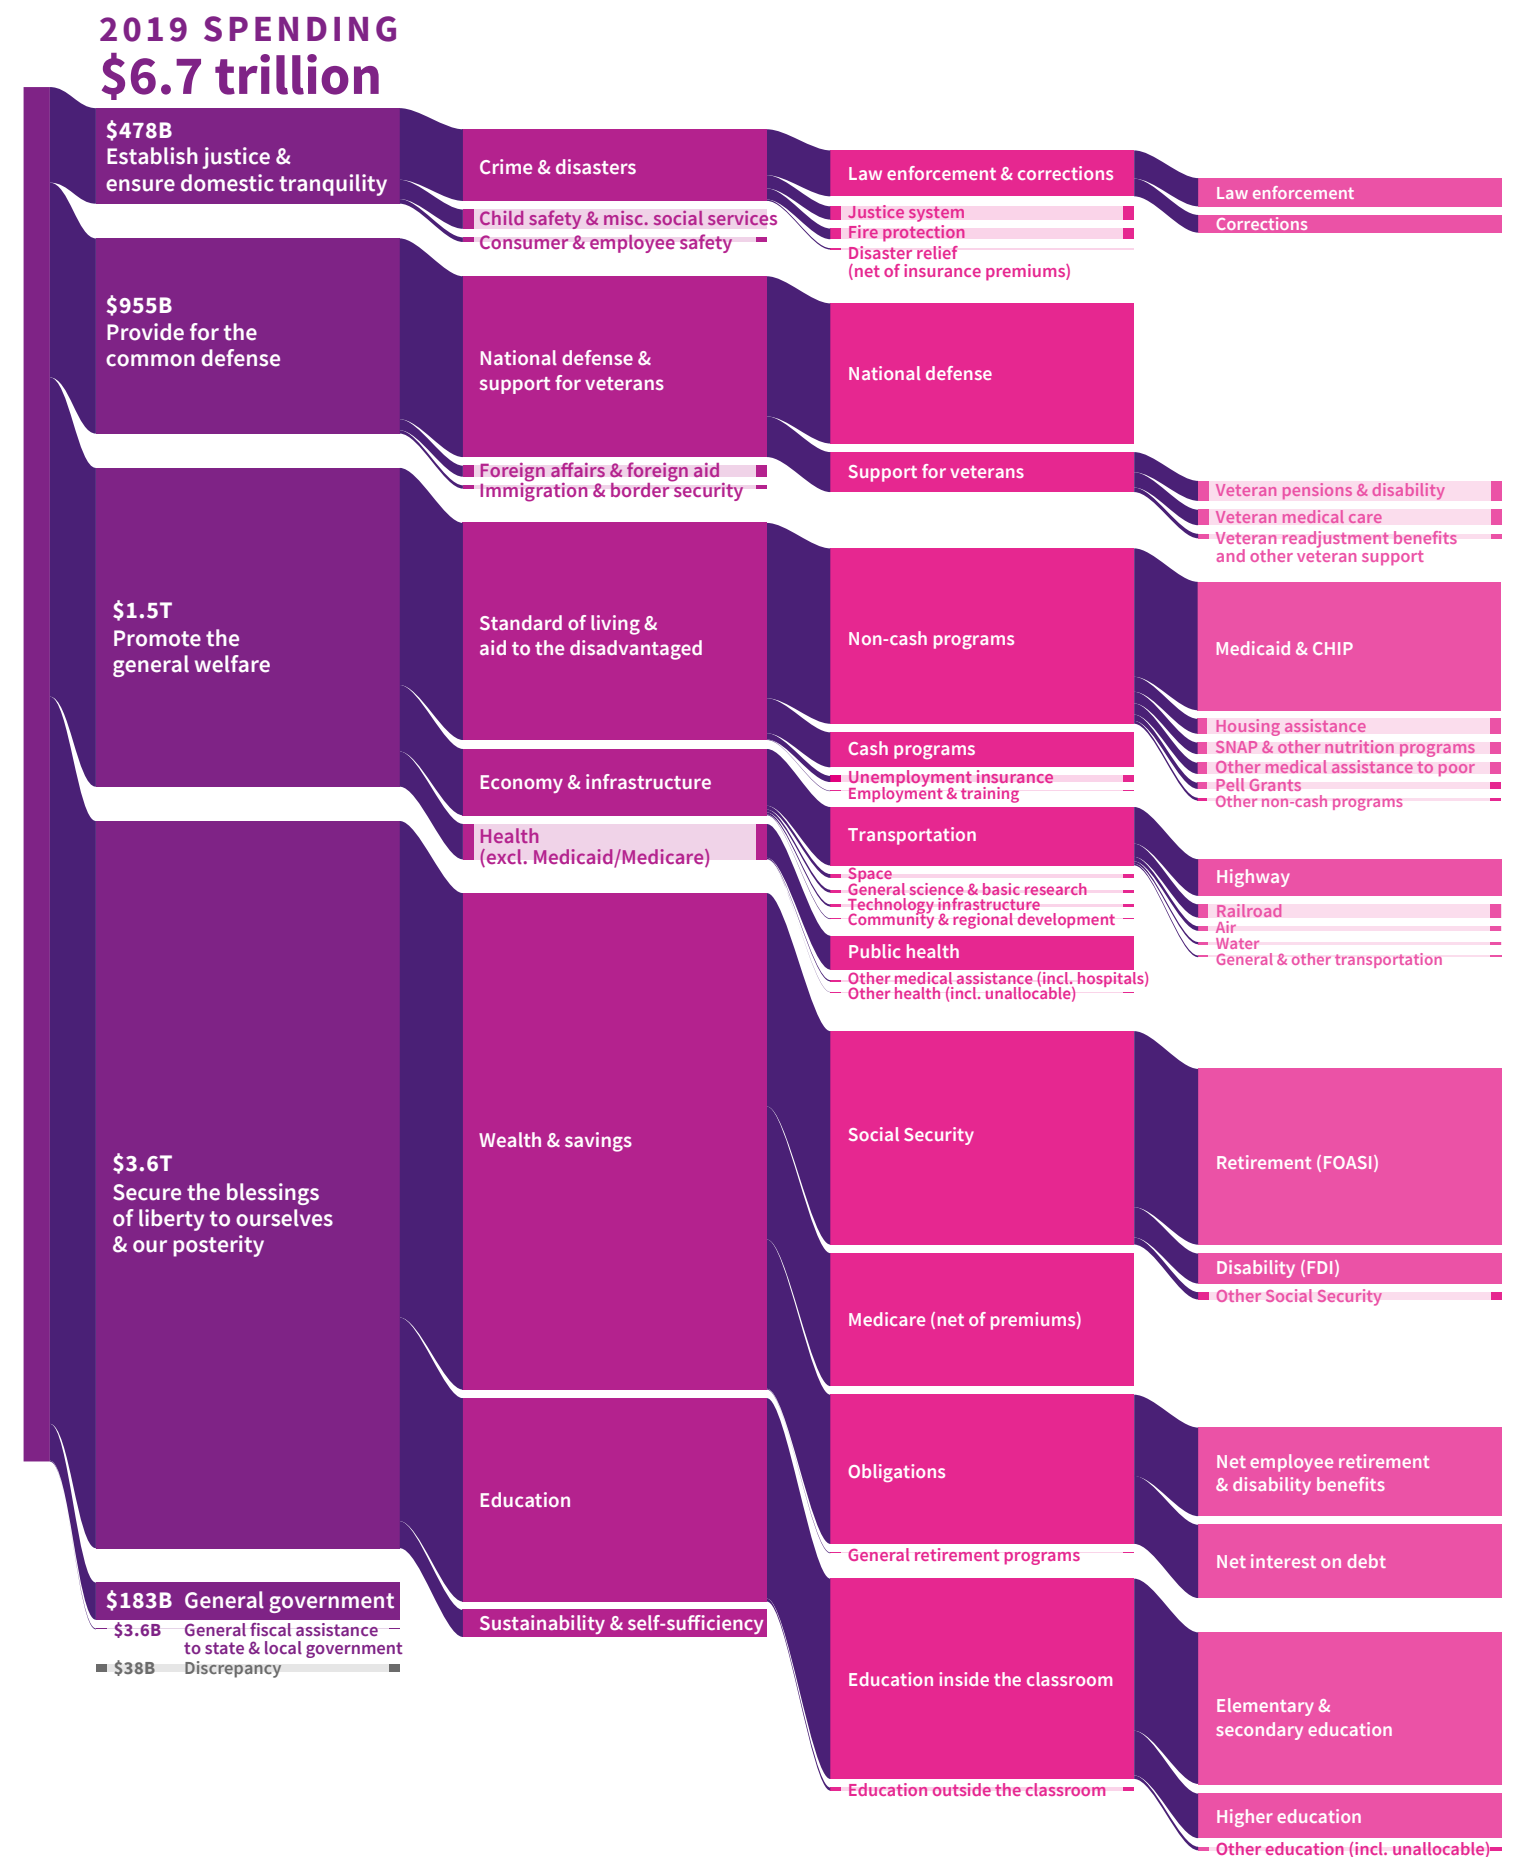 2019 SPENDING
$6.7 trillion
$478B
Establish justice &
ensure domestic tranquility
$955B
Provide for the
common defense
$1.5T
Promote the
general welfare
$3.6T
Secure the blessings
of liberty to ourselves
& our posterity
$183B General government
$3.6B General fiscal assistance
to state & local government
$38B Discrepancy
Crime & disasters
Child safety & misc. social services
Consumer & employee safety
National defense &
support for veterans
Foreign affairs & foreign aid
Immigration & border security
Standard of living &
aid to the disadvantaged
Economy & infrastructure
Health
(excl. Medicaid/Medicare)
Wealth & savings
Education
Sustainability & self-sufficiency
Law enforcement & corrections
Justice system
Fire protection
Disaster relief
(net of insurance premiums)
National defense
Support for veterans
Non-cash programs
Cash programs
Unemployment insurance
Employment & training
Transportation
Space
General science & basic research
Technology infrastructure
Community & regional development
Public health
Other medical assistance (incl. hospitals)
Other health (incl. unallocable)
Social Security
Medicare (net of premiums)
Obligations
General retirement programs
Education inside the classroom
Education outside the classroom
Law enforcement
Corrections
Veteran pensions & disability
Veteran medical care
Veteran readjustment benefits
and other veteran support
Medicaid & CHIP
Housing assistance
SNAP & other nutrition programs
Other medical assistance to poor
Pell Grants
Other non-cash programs
Highway
Railroad
Air
Water
General & other transportation
Retirement (FOASI)
Disability (FDI)
Other Social Security
Net employee retirement
& disability benefits
Net interest on debt
Elementary &
secondary education
Higher education
Other education (incl. unallocable)